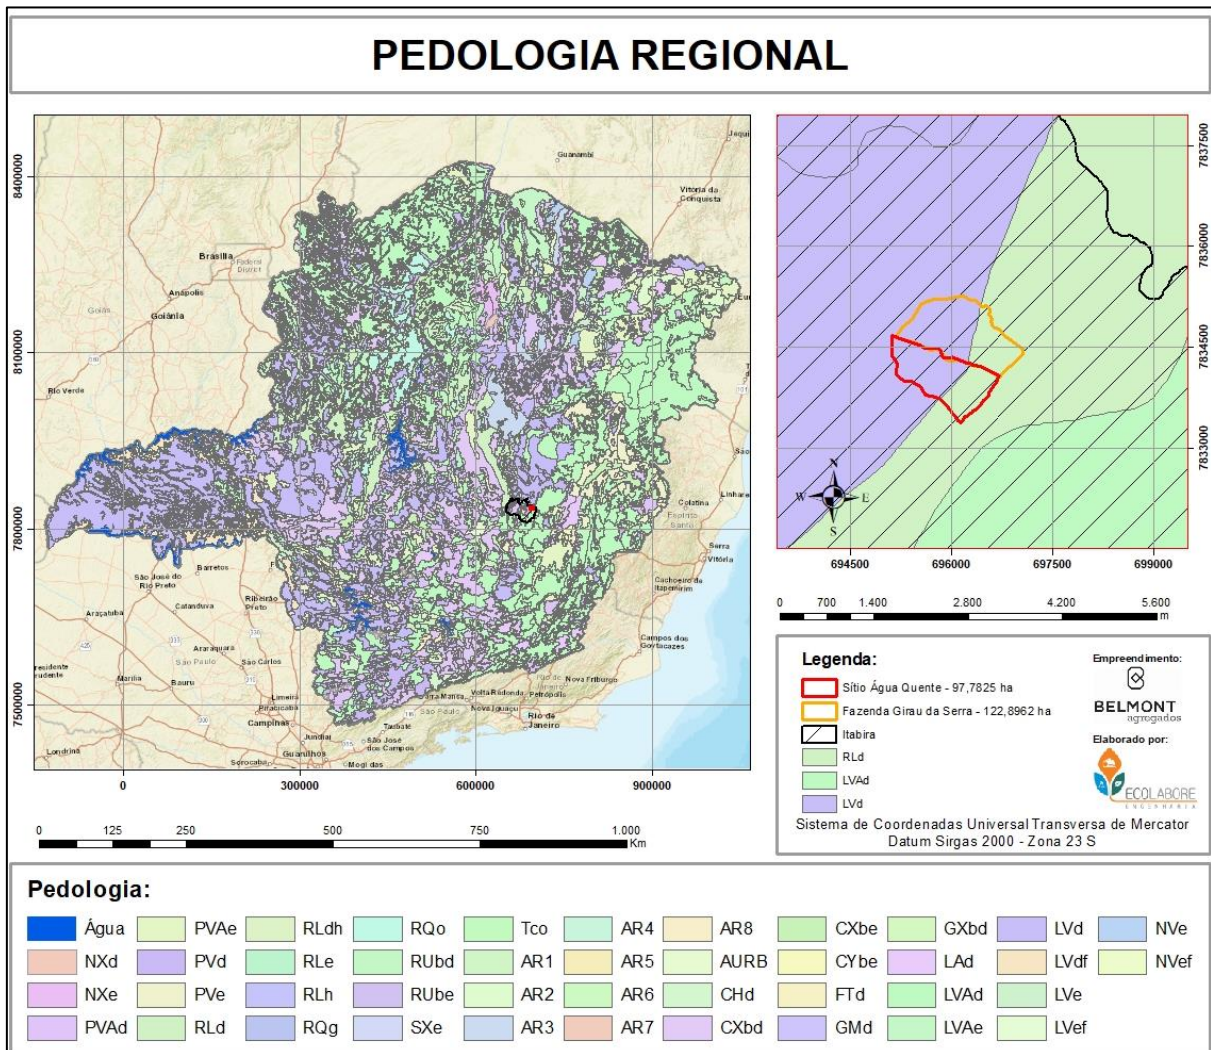 PEDOLOGIA REGIONAL
8400000
8100000
7800000
7500000
Guanambi
Vitória da
Conquista
Brasília
Federal
District
Anápolis
Goiás
Goiânia
Rio Verde
Colatina
Linhare
Espírito
Santo
Serra
Vitória
São José do
Rio Preto
Barretos
Cachoeiro de
Itapemirim
Araçatuba
Catanduva
Ribeirão
Preto
Araraquara
Campos dos
Goytacazes
São Paulo
São Carlos
Marília
Bauru
Limeira
Piracicaba
Campinas
Barra Mansa
Volta Redonda
Nova Iguaçu
Petrópolis
Nova Friburgo
Rio de
Janeiro
Jundiaí
Taubaté
São José
dos Campos
Guarulhos
Londrina
Sorocaba
Mogi das
0 300000 600000 900000
0 125 250 500 750 1.000
Km
7837500
7836000
7834500
7833000
N
W E
S
694500 696000 697500 699000
0 700 1.400 2.800 4.200 5.600
m
Legenda:
Sítio Água Quente - 97,7825 ha
Fazenda Girau da Serra - 122,8962 ha
Itabira
RLd
LVAd
LVd
Empreendimento:
BELMONT
agregados
Elaborado por:
ECOLABORE
ENGENHARIA
Sistema de Coordenadas Universal Transversa de Mercator
Datum Sirgas 2000 - Zona 23 S
Pedologia:
Água PVAe RLdh RQo Tco AR4 AR8 CXbe GXbd LVd NVe
NXd PVd RLe RUbd AR1 AR5 AURB CYbe LAd LVdf NVef
NXe PVe RLh RUbe AR2 AR6 CHd FTd LVAd LVe
PVAd RLd RQg SXe AR3 AR7 CXbd GMd LVAe LVef